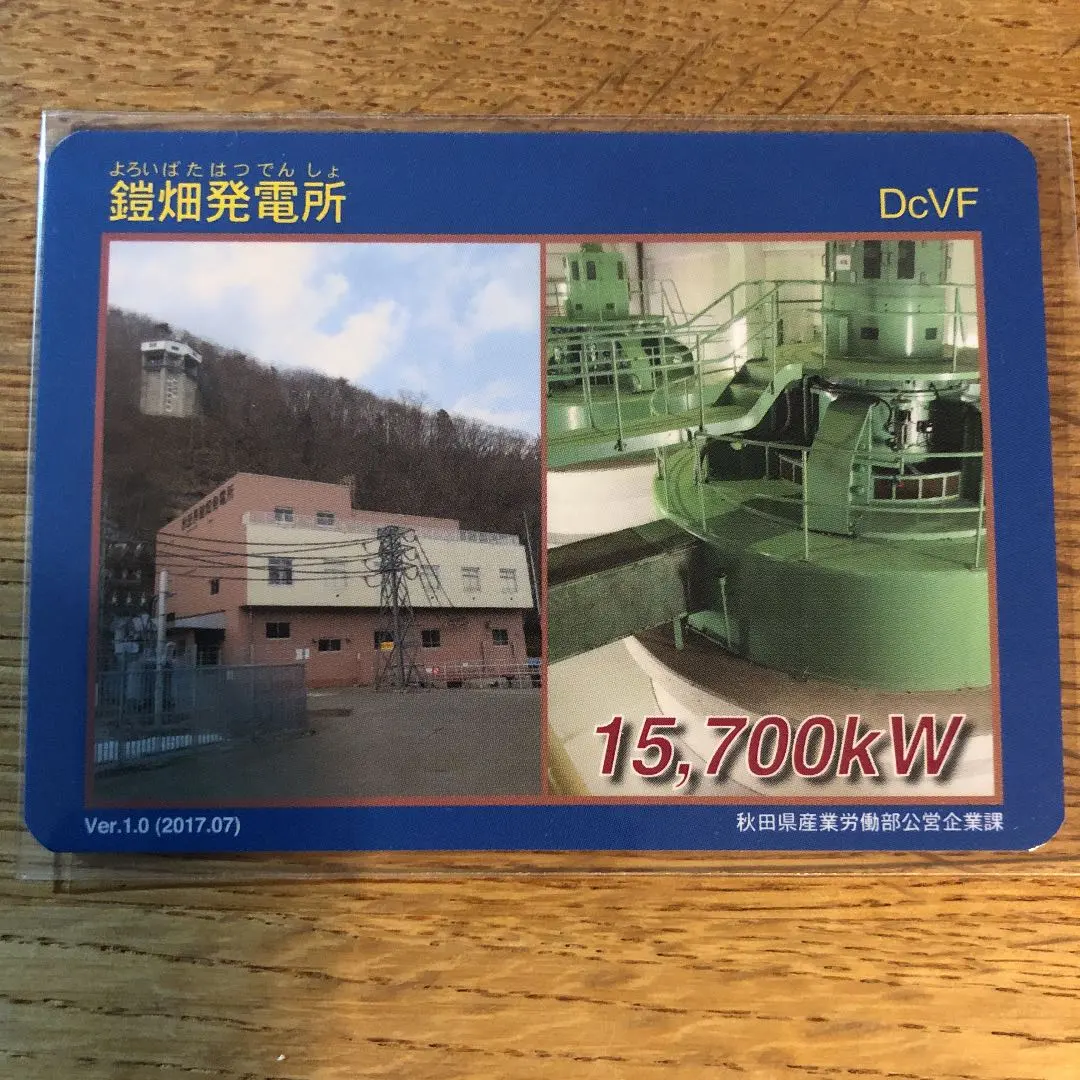 よろいばたはつでんしょ
鎧畑発電所
DcVF
15,700kW
Ver.1.0 (2017.07)
秋田県産業労働部公営企業課